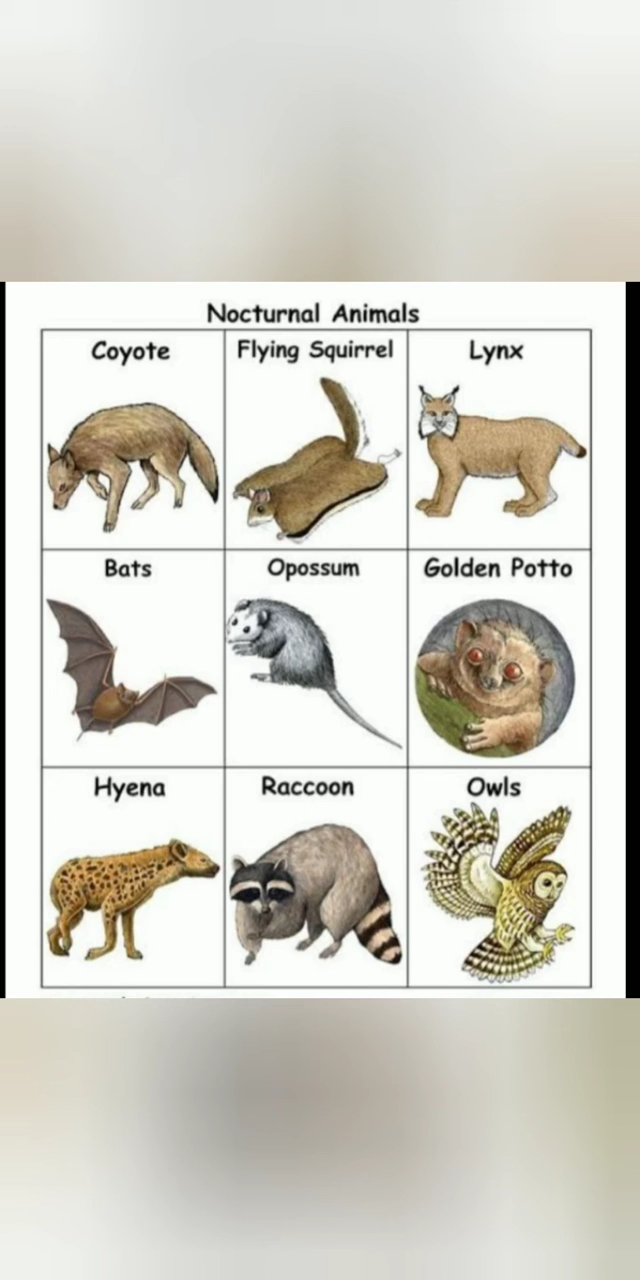 Nocturnal Animals
Coyote
Flying Squirrel
Lynx
Bats
Opossum
Golden Potto
Hyena
Raccoon
Owls